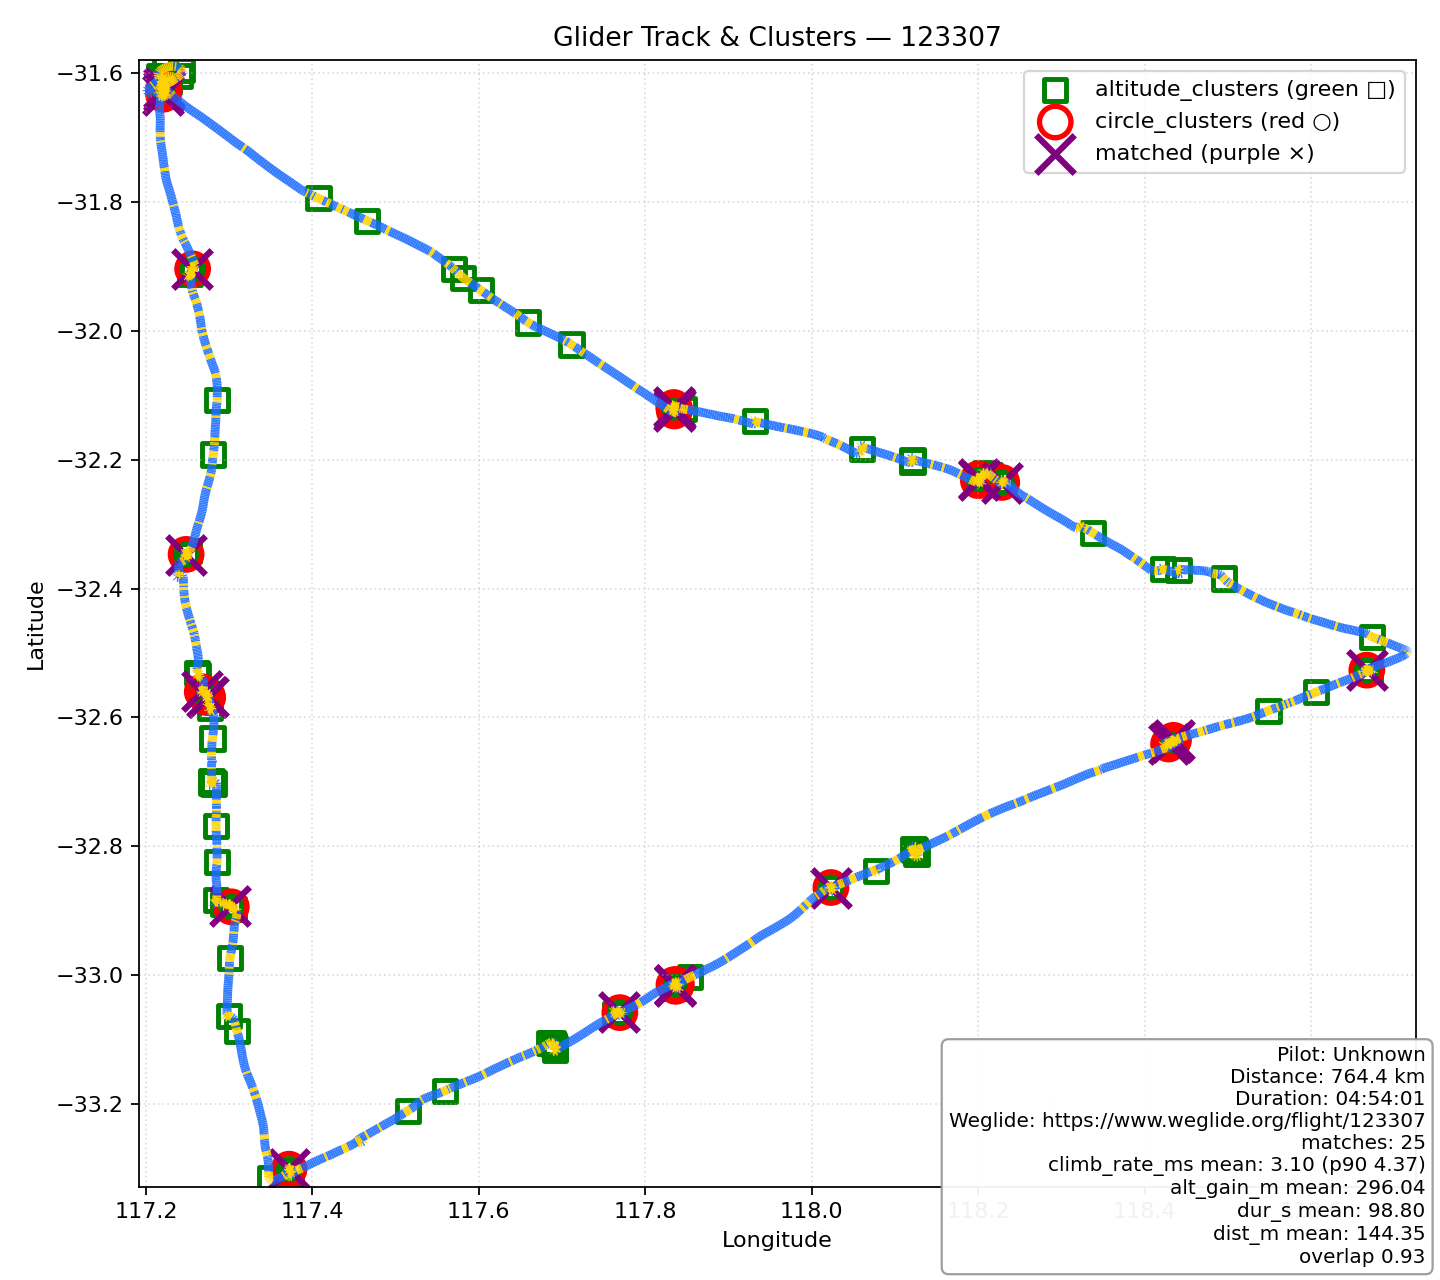 Glider Track & Clusters — 123307
altitude_clusters (green □)
circle_clusters (red ○)
matched (purple ×)
−31.6
−31.8
−32.0
−32.2
−32.4
−32.6
−32.8
−33.0
−33.2
Latitude
117.2 117.4 117.6 117.8 118.0 118.2 118.4
Longitude
Pilot: Unknown
Distance: 764.4 km
Duration: 04:54:01
Weglide: https://www.weglide.org/flight/123307
matches: 25
climb_rate_ms mean: 3.10 (p90 4.37)
alt_gain_m mean: 296.04
dur_s mean: 98.80
dist_m mean: 144.35
overlap 0.93